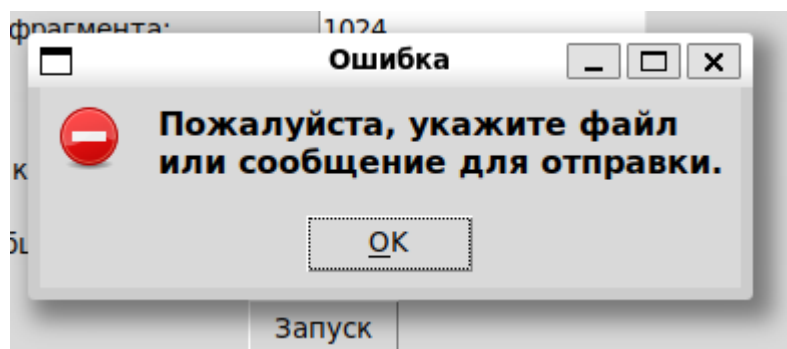 фрагмента:
1024
Ошибка
Пожалуйста, укажите файл
или сообщение для отправки.
OK
Запуск